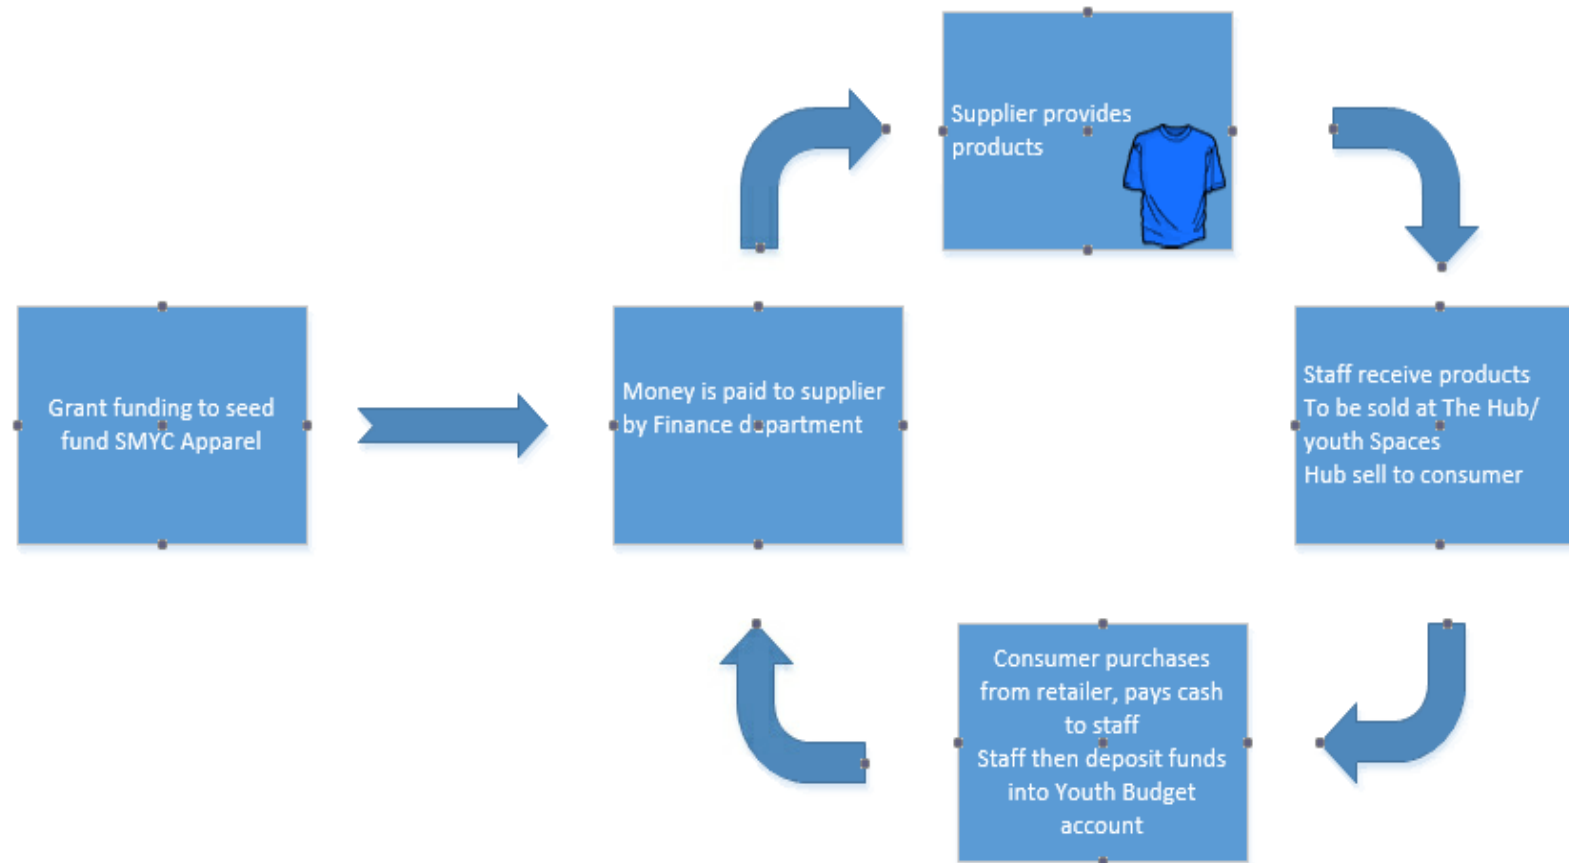 Grant funding to seed
fund SMYC Apparel
Money is paid to supplier
by Finance department
Supplier provides
products
Staff receive products
To be sold at The Hub/
youth Spaces
Hub sell to consumer
Consumer purchases
from retailer, pays cash
to staff
Staff then deposit funds
into Youth Budget
account